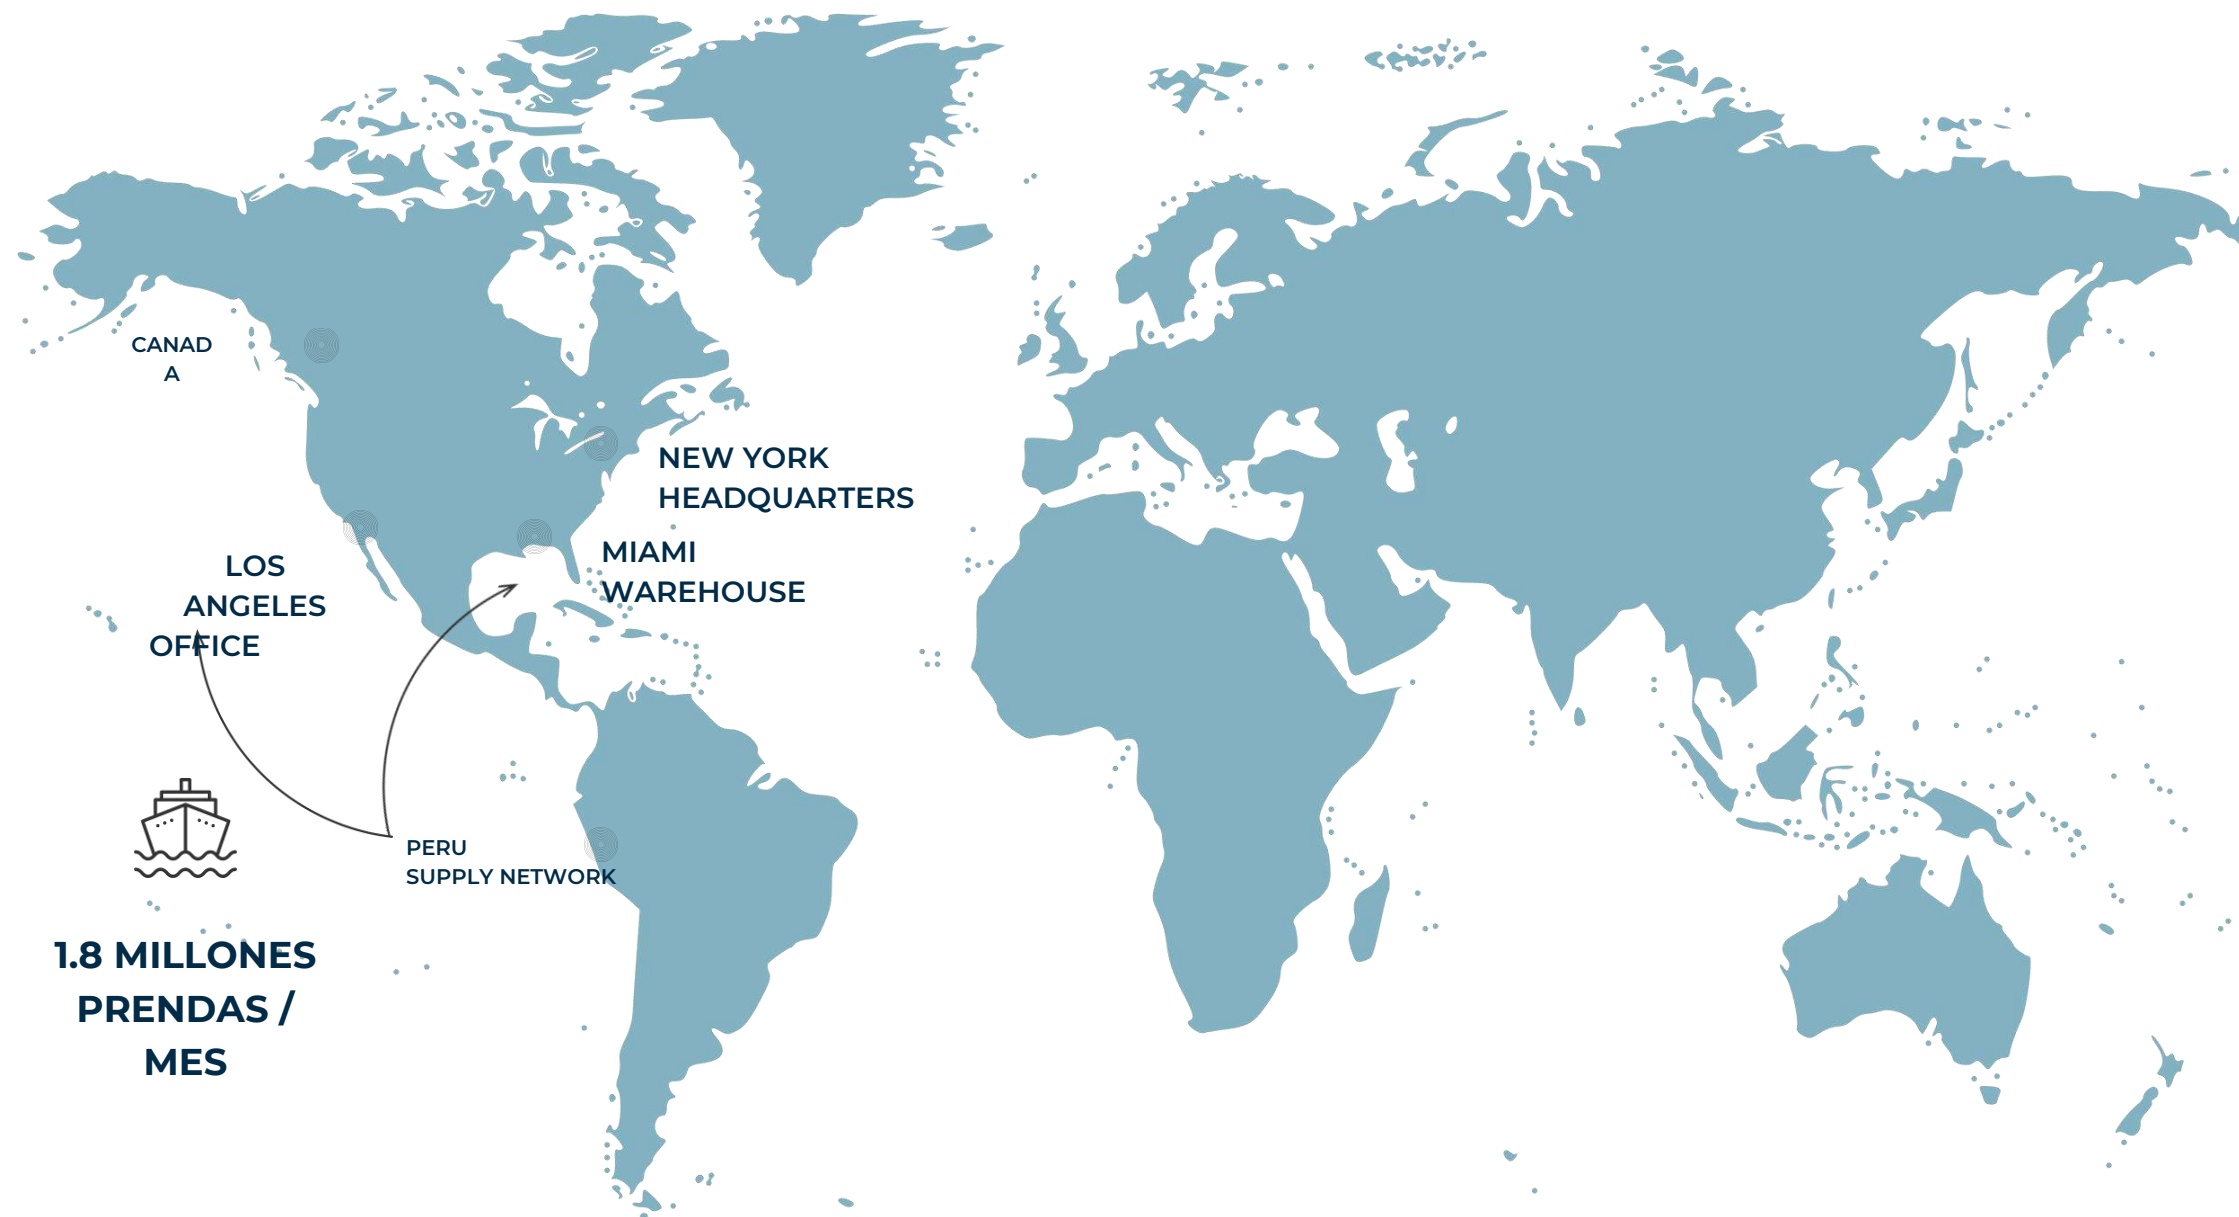 CANAD
A
NEW YORK
HEADQUARTERS
MIAMI
WAREHOUSE
LOS
ANGELES
OFFICE
PERU
SUPPLY NETWORK
1.8 MILLONES
PRENDAS /
MES